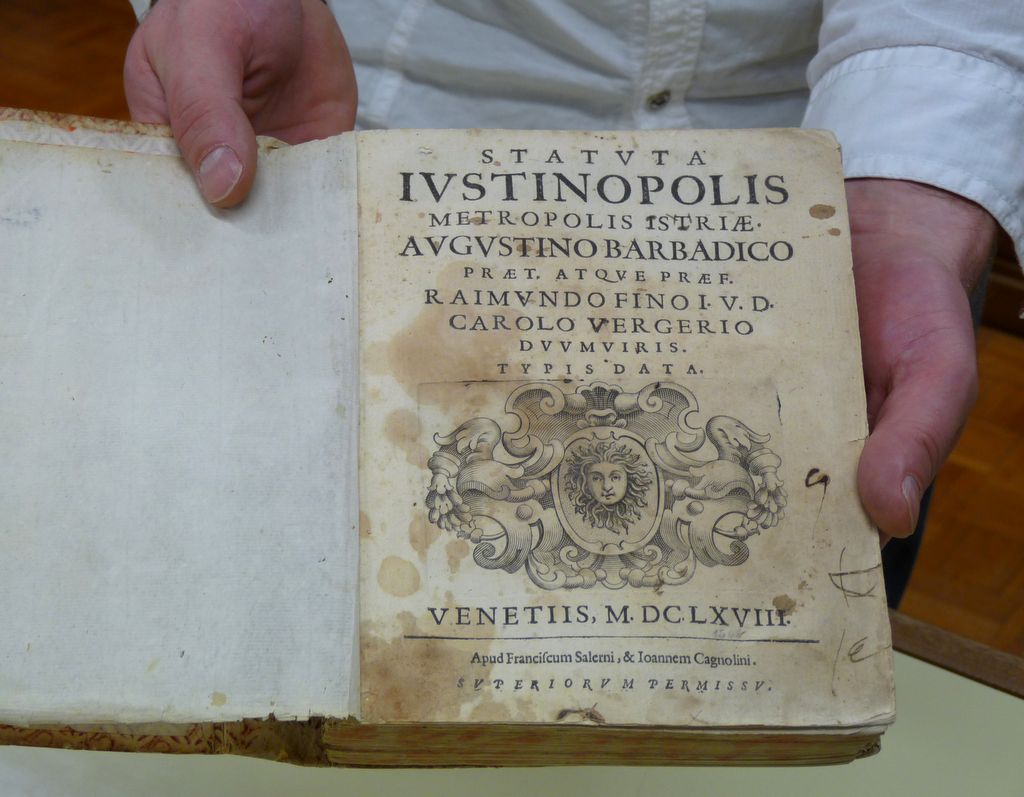 STATVTA
IVSTINOPOLIS
METROPOLIS ISTRIÆ.
AVGVSTINO BARBADICO
PRÆT. ATQVE PRÆF.
RAIMVNDO FINO I. V. D.
CAROLO VERGERIO
DVVMVIRIS.
TYPIS DATA.
VENETIIS, M. DC. LXVIII.
Apud Franciſcum Salerni, & Ioannem Cagnolini.
SVPERIORVM PERMISSV.